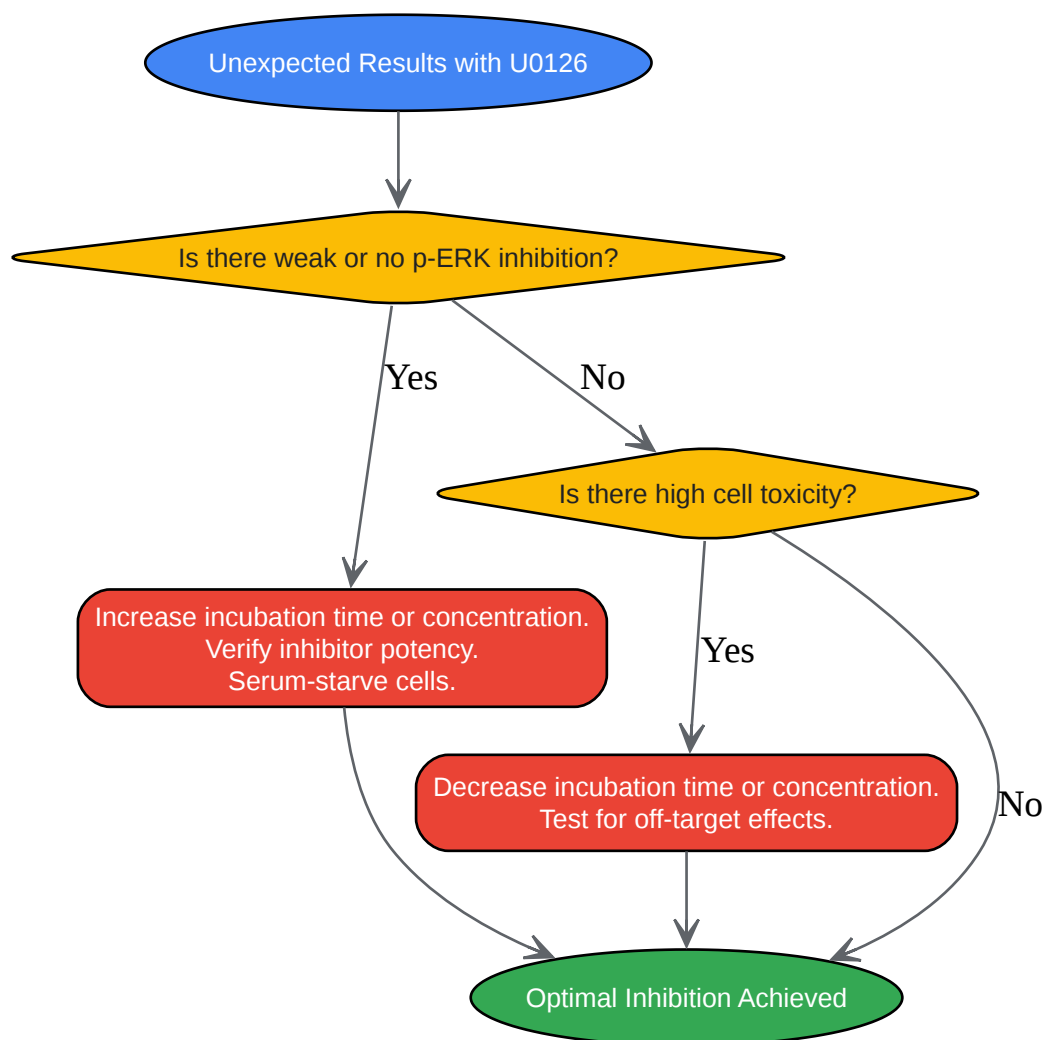 Unexpected Results with U0126
Is there weak or no p-ERK inhibition?
Yes
No
Is there high cell toxicity?
Increase incubation time or concentration.
Verify inhibitor potency.
Serum-starve cells.
Yes
Decrease incubation time or concentration.
Test for off-target effects.
No
Optimal Inhibition Achieved